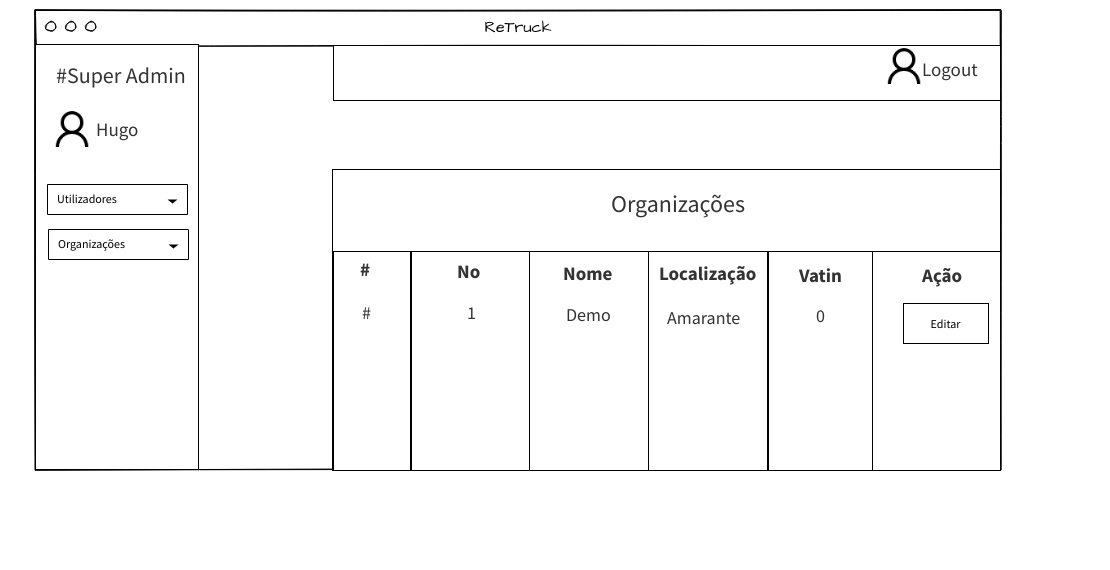 ReTruck
#Super Admin
Logout
Hugo
Utilizadores
Organizações
Organizações
# No Nome Localização Vatin Ação
# 1 Demo Amarante 0 Editar